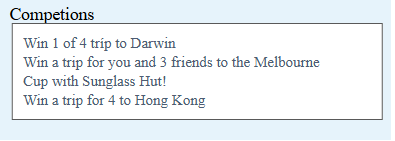 Competions
Win 1 of 4 trip to Darwin
Win a trip for you and 3 friends to the Melbourne
Cup with Sunglass Hut!
Win a trip for 4 to Hong Kong